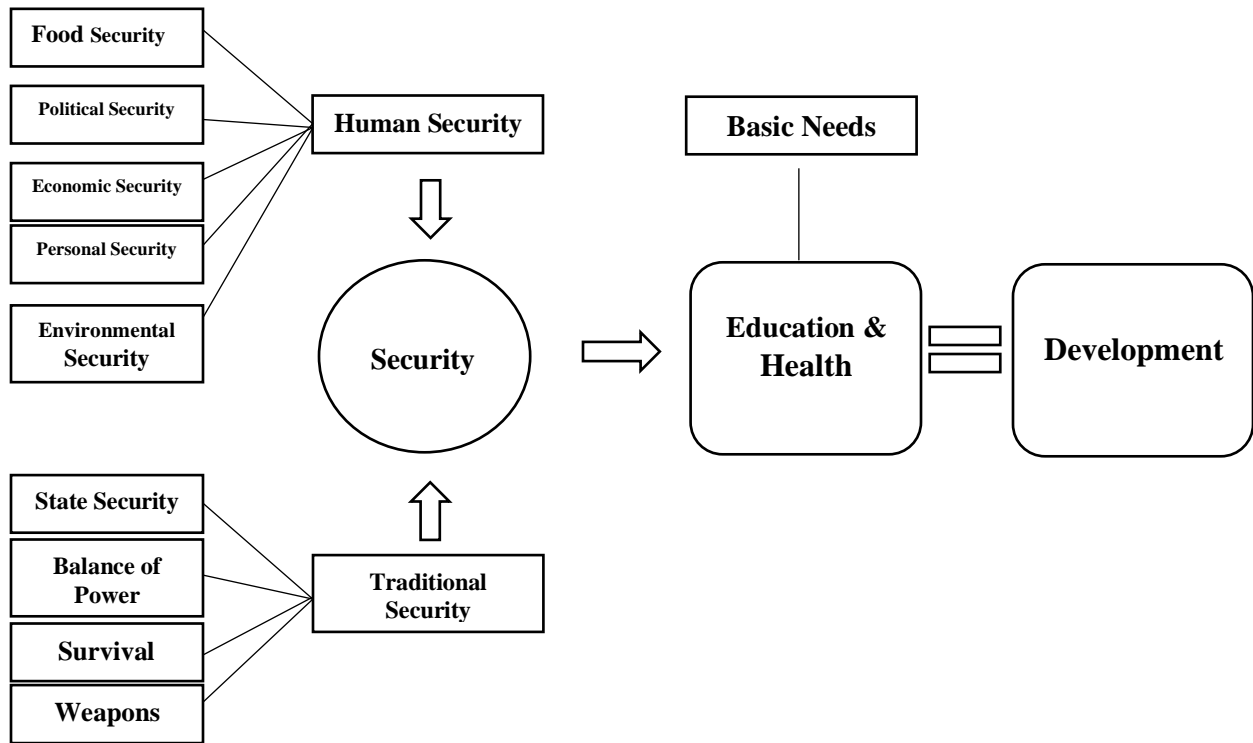 Food Security
Political Security
Economic Security
Personal Security
Environmental
Security
Human Security
Security
State Security
Balance of
Power
Survival
Weapons
Traditional
Security
Basic Needs
Education &
Health
Development